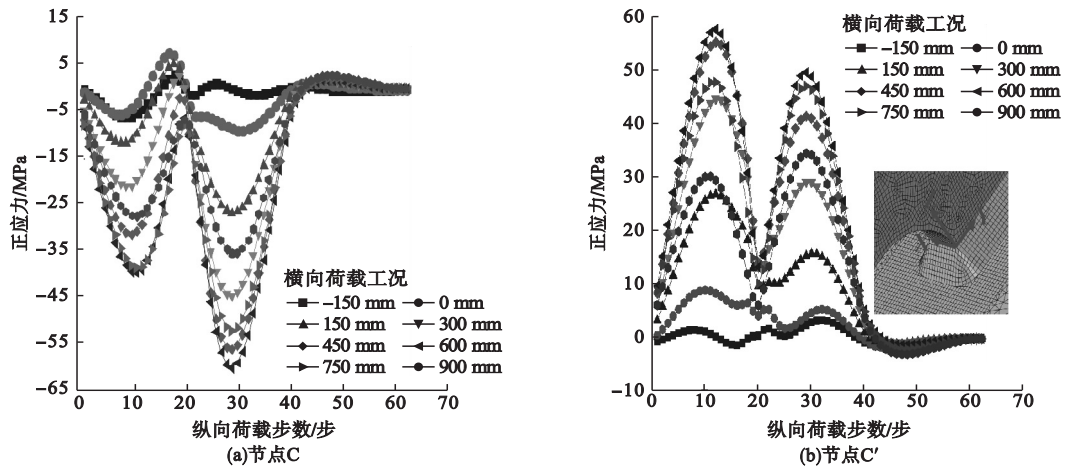 15
5
−5
−15
−25
−35
−45
−55
−65
正应力/MPa
横向荷载工况
−150 mm 0 mm
150 mm 300 mm
450 mm 600 mm
750 mm 900 mm
0 10 20 30 40 50 60 70
纵向荷载步数/步
(a)节点C
60
50
40
30
20
10
0
−10
正应力/MPa
横向荷载工况
−150 mm 0 mm
150 mm 300 mm
450 mm 600 mm
750 mm 900 mm
0 10 20 30 40 50 60 70
纵向荷载步数/步
(b)节点C′